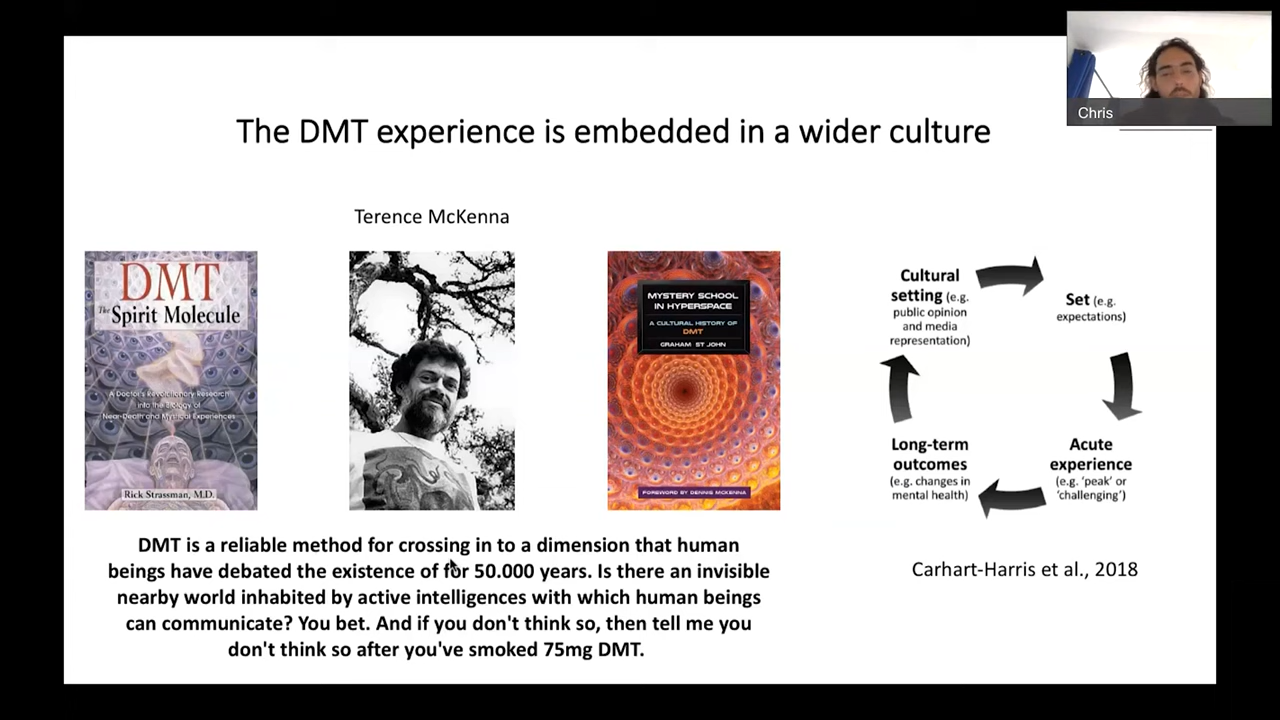 Chris
The DMT experience is embedded in a wider culture
Terence McKenna
DMT
The Spirit Molecule
A Doctor's Revolutionary Research
into the Biology of
Near-Death and Mystical Experiences
Rick Strassman, M.D.
MYSTERY SCHOOL
IN HYPERSPACE
A CULTURAL HISTORY OF
DMT
GRAHAM ST JOHN
FOREWORD BY DENNIS MCKENNA
Cultural
setting (e.g.
public opinion
and media
representation)
Set (e.g.
expectations)
Acute
experience
(e.g. 'peak' or
'challenging')
Long-term
outcomes
(e.g. changes in
mental health)
Carhart-Harris et al., 2018
DMT is a reliable method for crossing in to a dimension that human
beings have debated the existence of for 50.000 years. Is there an invisible
nearby world inhabited by active intelligences with which human beings
can communicate? You bet. And if you don't think so, then tell me you
don't think so after you've smoked 75mg DMT.